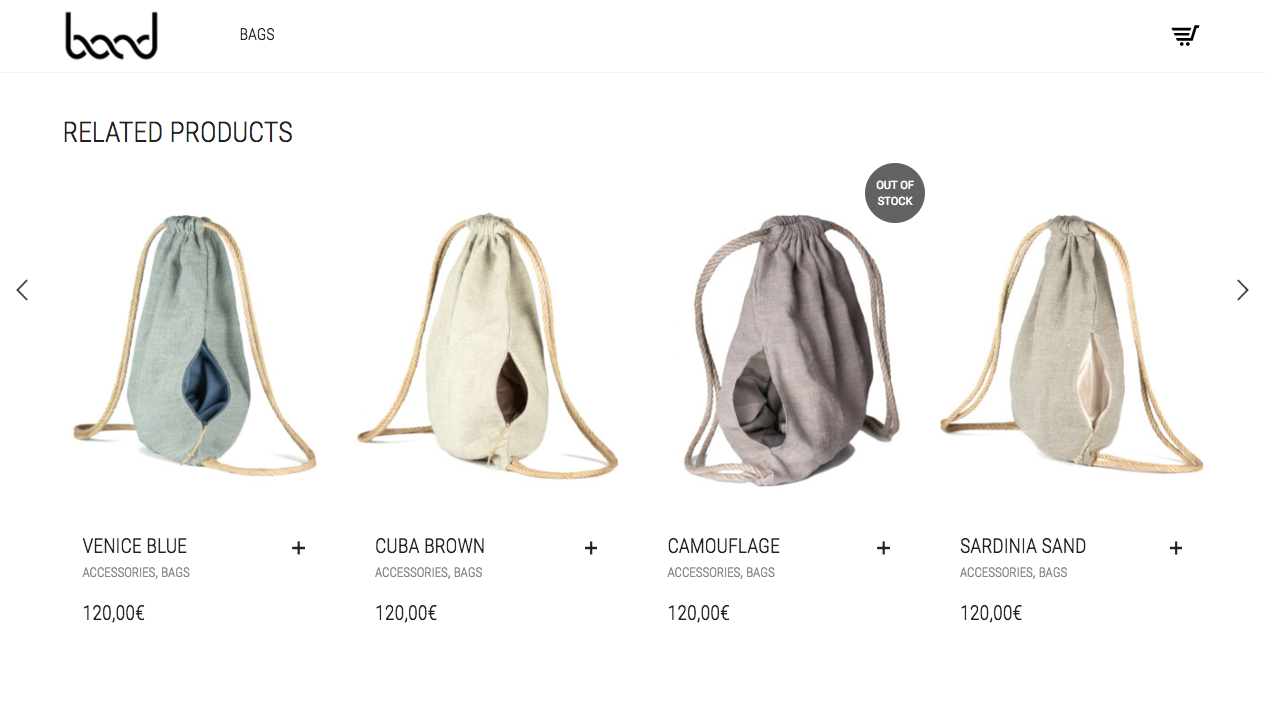 band
BAGS
RELATED PRODUCTS
OUT OF
STOCK
VENICE BLUE +
ACCESSORIES, BAGS
120,00€
CUBA BROWN +
ACCESSORIES, BAGS
120,00€
CAMOUFLAGE +
ACCESSORIES, BAGS
120,00€
SARDINIA SAND +
ACCESSORIES, BAGS
120,00€